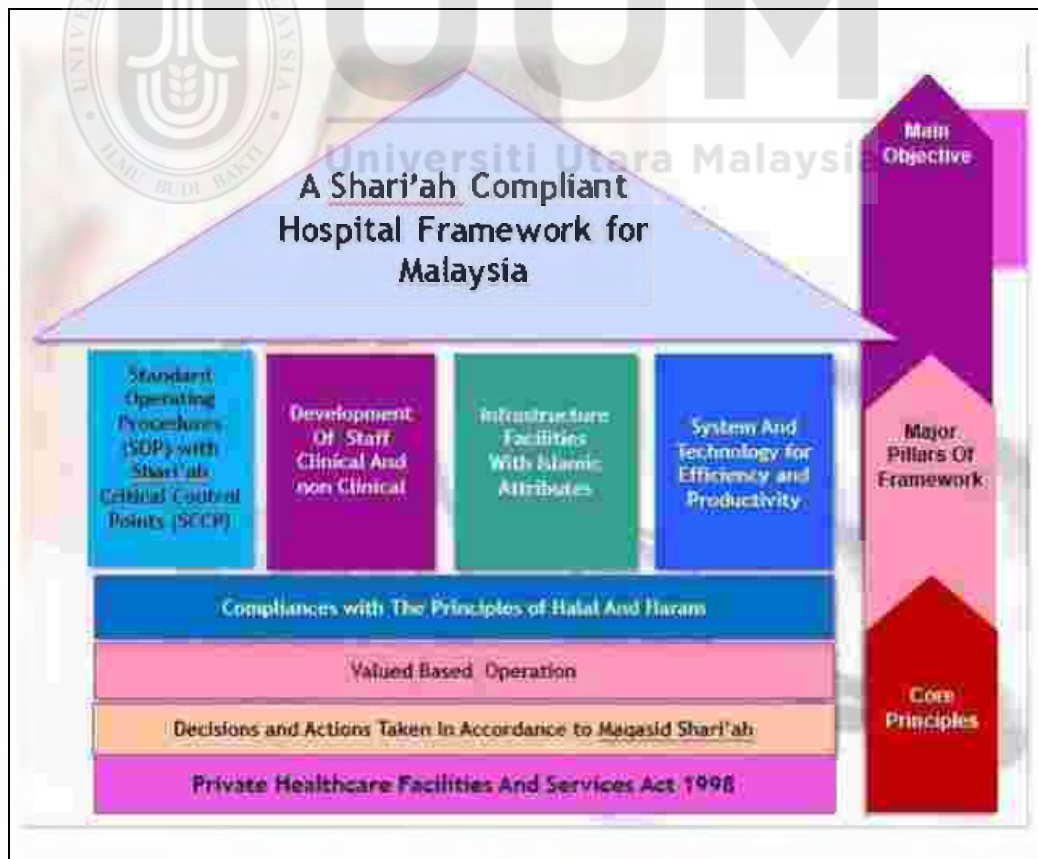 UUM
Universiti Utara Malaysia
ILMU BUDI BAKTI
A Shari'ah Compliant
Hospital Framework for
Malaysia
Main
Objective
Standard
Operating
Procedures
(SOP) with
Shari'ah
Critical Control
Points (SCCP)
Development
Of Staff
Clinical And
non Clinical
Infrastructure
Facilities
With Islamic
Attributes
System And
Technology for
Efficiency and
Productivity
Major
Pillars Of
Framework
Compliances with The Principles of Halal And Haram
Valued Based Operation
Decisions and Actions Taken In Accordance to Maqasid Shari'ah
Private Healthcare Facilities And Services Act 1998
Core
Principles